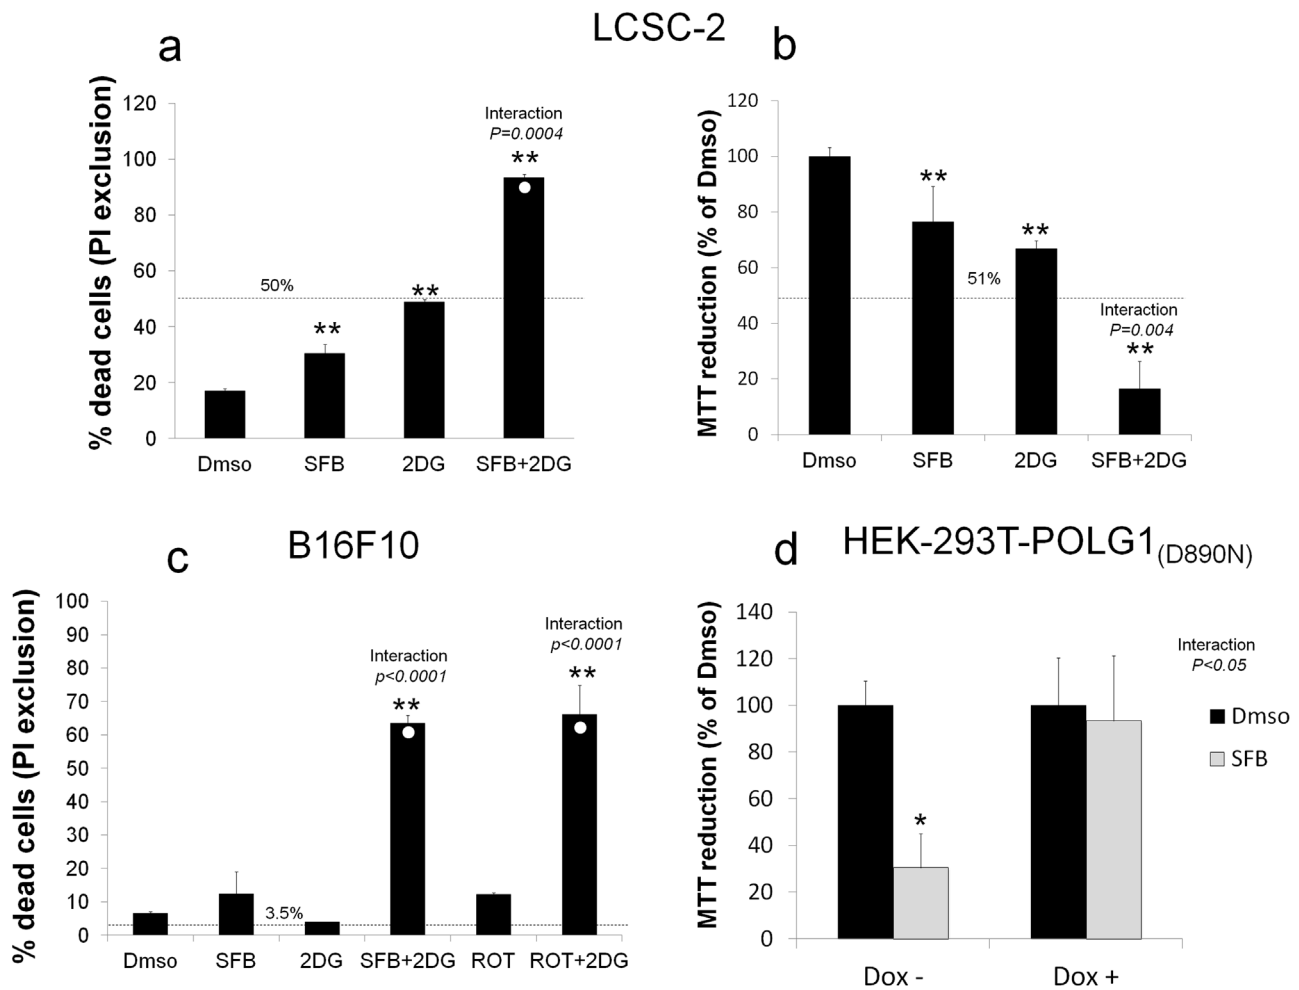 LCSC-2
a
% dead cells (PI exclusion)
120
100
80
60
40
20
0
50%
**
**
Interaction
P=0.0004
**
Dmso
SFB
2DG
SFB+2DG
b
MTT reduction (% of Dmso)
120
100
80
60
40
20
0
**
**
51%
Interaction
P=0.004
**
Dmso
SFB
2DG
SFB+2DG
B16F10
c
% dead cells (PI exclusion)
100
90
80
70
60
50
40
30
20
10
0
3.5%
Interaction
p<0.0001
**
Interaction
p<0.0001
**
Dmso
SFB
2DG
SFB+2DG
ROT
ROT+2DG
d
HEK-293T-POLG1(D890N)
MTT reduction (% of Dmso)
140
120
100
80
60
40
20
0
*
Interaction
P<0.05
Dmso
SFB
Dox -
Dox +